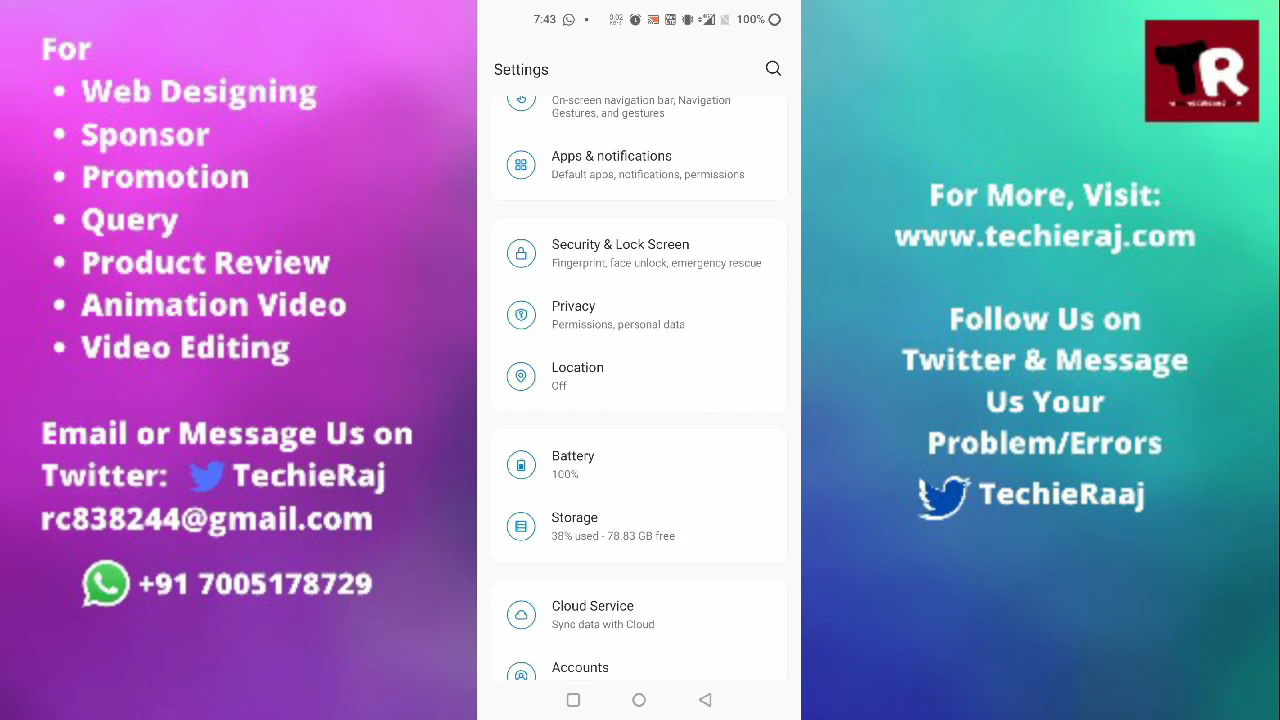 For
• Web Designing
• Sponsor
• Promotion
• Query
• Product Review
• Animation Video
• Video Editing
Email or Message Us on
Twitter: TechieRaj
rc838244@gmail.com
+91 7005178729
7:43
100%
Settings
On-screen navigation bar, Navigation
Gestures, and gestures
Apps & notifications
Default apps, notifications, permissions
Security & Lock Screen
Fingerprint, face unlock, emergency rescue
Privacy
Permissions, personal data
Location
Off
Battery
100%
Storage
38% used - 78.83 GB free
Cloud Service
Sync data with Cloud
Accounts
TR
For More, Visit:
www.techieraj.com
Follow Us on
Twitter & Message
Us Your
Problem/Errors
TechieRaaj